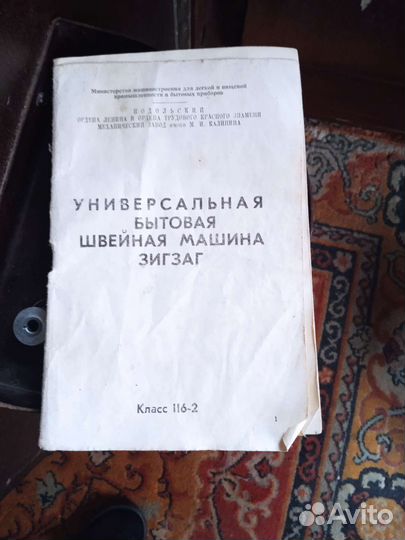 Министерство машиностроения для легкой и пищевой
промышленности и бытовых приборов
ПОДОЛЬСКИЙ
ОРДЕНА ЛЕНИНА И ОРДЕНА ТРУДОВОГО КРАСНОГО ЗНАМЕНИ
МЕХАНИЧЕСКИЙ ЗАВОД имени М. И. КАЛИНИНА
УНИВЕРСАЛЬНАЯ
БЫТОВАЯ
ШВЕЙНАЯ МАШИНА
ЗИГЗАГ
Класс 116-2
1
Avito